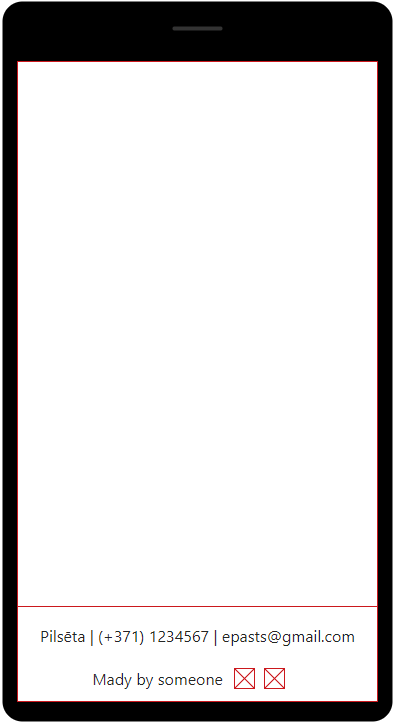 Pilsēta | (+371) 1234567 | epasts@gmail.com
Mady by someone